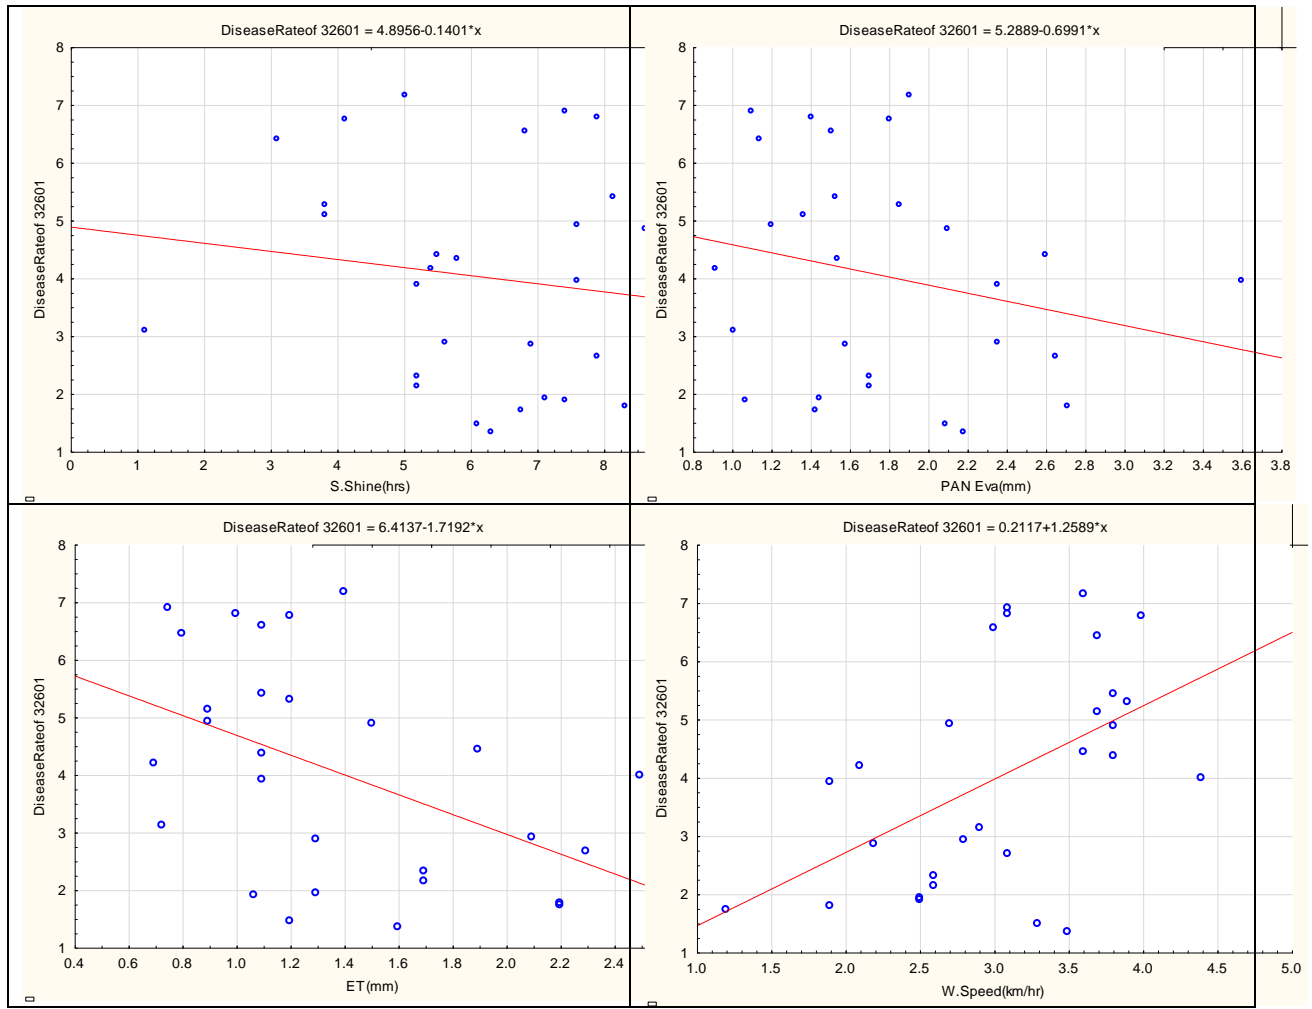 DiseaseRateof 32601 = 4.8956-0.1401*x
8
7
6
5
4
3
2
1
DiseaseRateof 32601
0 1 2 3 4 5 6 7 8
S.Shine(hrs)
DiseaseRateof 32601 = 5.2889-0.6991*x
8
7
6
5
4
3
2
1
DiseaseRateof 32601
0.8 1.0 1.2 1.4 1.6 1.8 2.0 2.2 2.4 2.6 2.8 3.0 3.2 3.4 3.6 3.8
PAN Eva(mm)
DiseaseRateof 32601 = 6.4137-1.7192*x
8
7
6
5
4
3
2
1
DiseaseRateof 32601
0.4 0.6 0.8 1.0 1.2 1.4 1.6 1.8 2.0 2.2 2.4
ET(mm)
DiseaseRateof 32601 = 0.2117+1.2589*x
8
7
6
5
4
3
2
1
DiseaseRateof 32601
1.0 1.5 2.0 2.5 3.0 3.5 4.0 4.5 5.0
W.Speed(km/hr)